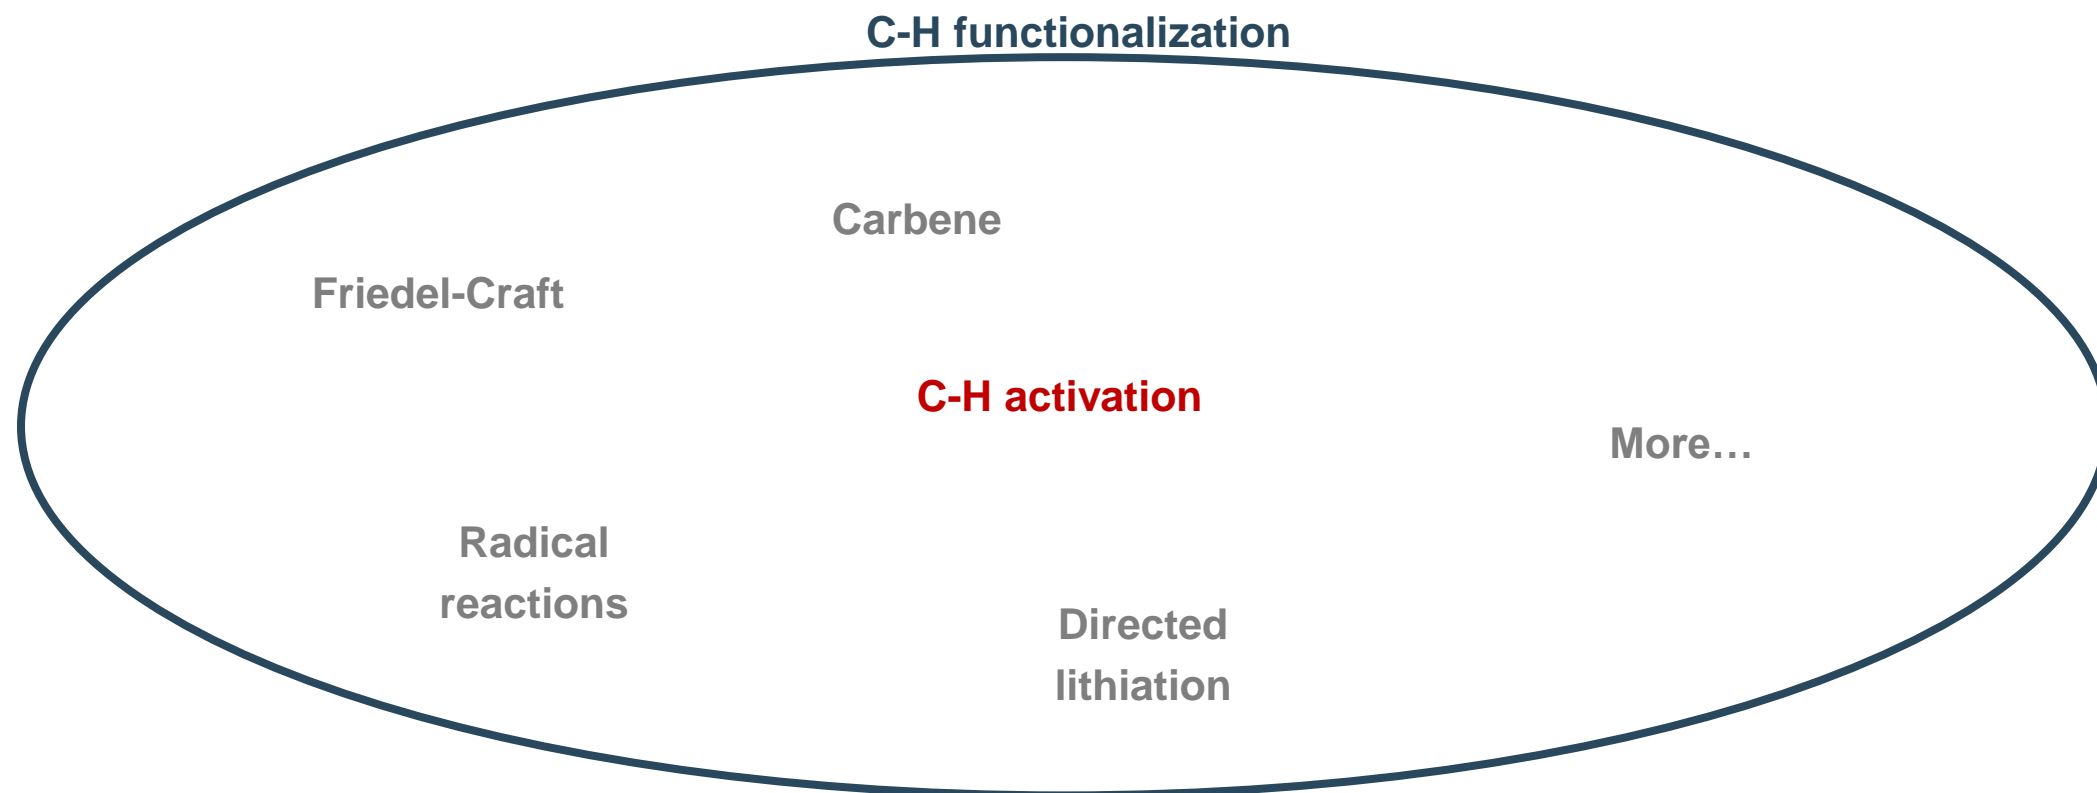 C-H functionalization
Carbene
Friedel-Craft
C-H activation
More…
Radical
reactions
Directed
lithiation